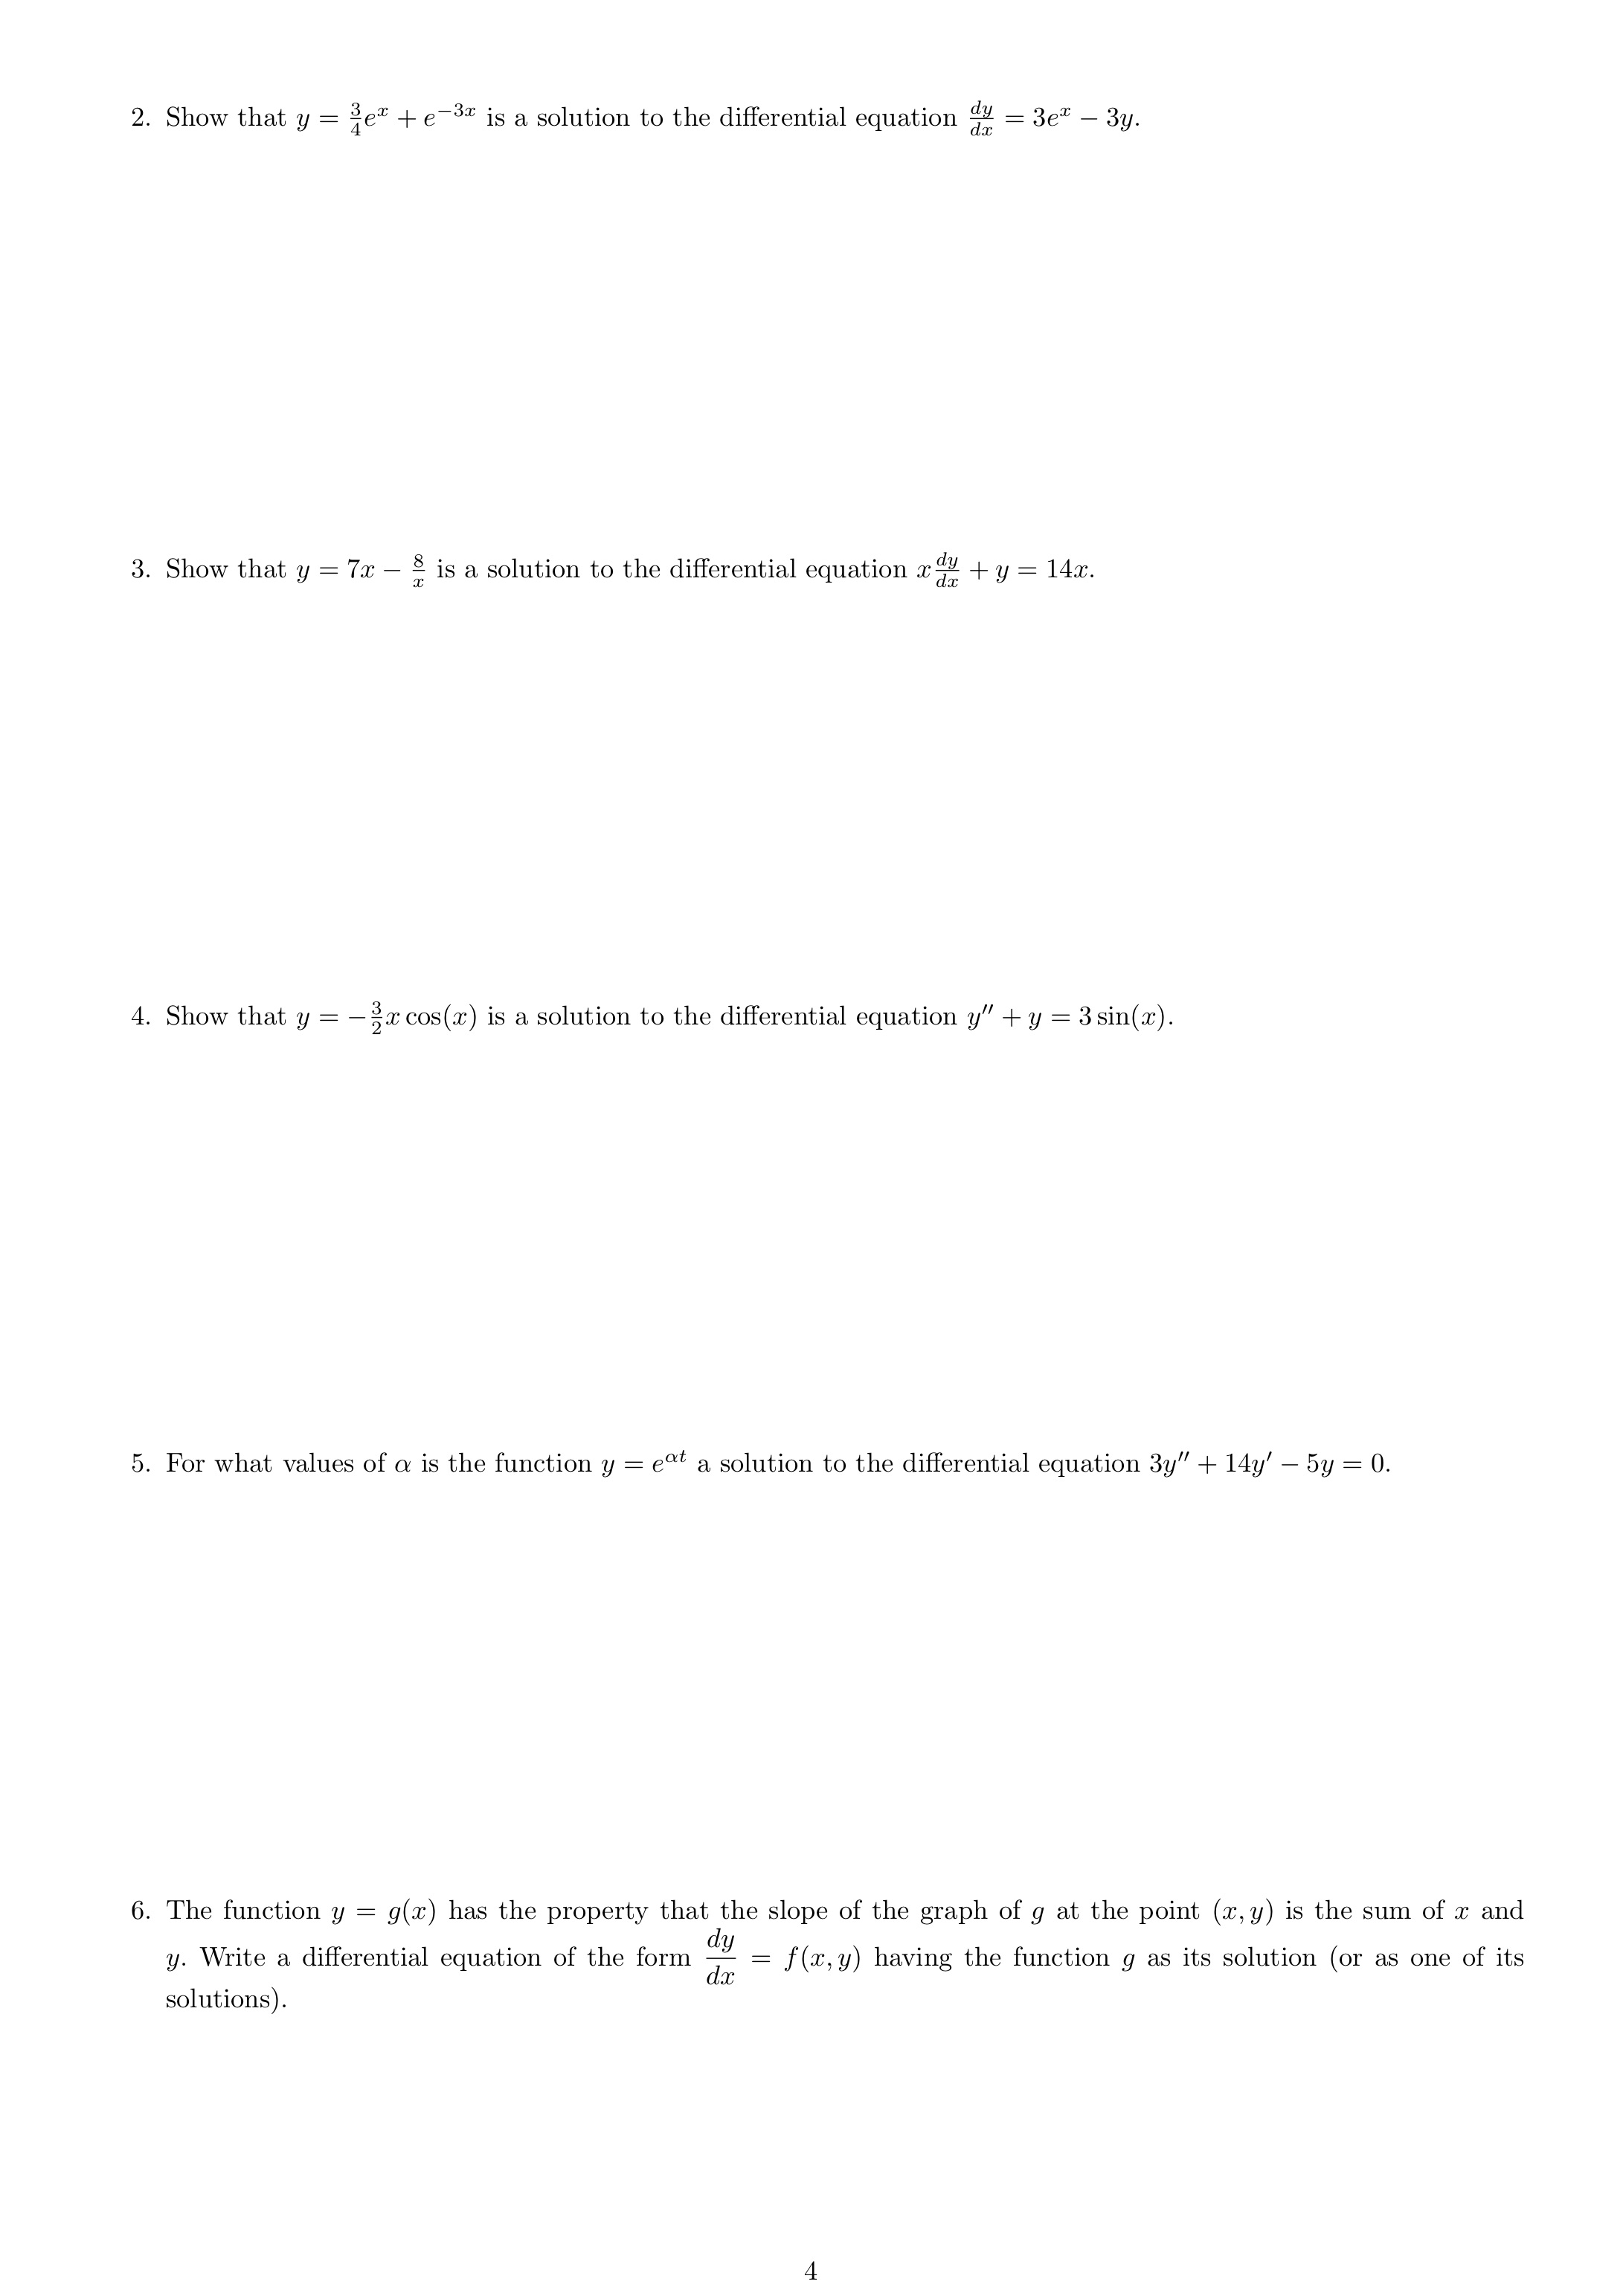 2. Show that $y = \frac{3}{4}e^x + e^{-3x}$ is a solution to the differential equation $\frac{dy}{dx} = 3e^x - 3y$.
3. Show that $y = 7x - \frac{8}{x}$ is a solution to the differential equation $x\frac{dy}{dx} + y = 14x$.
4. Show that $y = -\frac{3}{2}x\cos(x)$ is a solution to the differential equation $y'' + y = 3\sin(x)$.
5. For what values of $\alpha$ is the function $y = e^{\alpha t}$ a solution to the differential equation $3y'' + 14y' - 5y = 0$.
6. The function $y = g(x)$ has the property that the slope of the graph of $g$ at the point $(x, y)$ is the sum of $x$ and
$y$. Write a differential equation of the form $\dfrac{dy}{dx} = f(x, y)$ having the function $g$ as its solution (or as one of its
solutions).
4